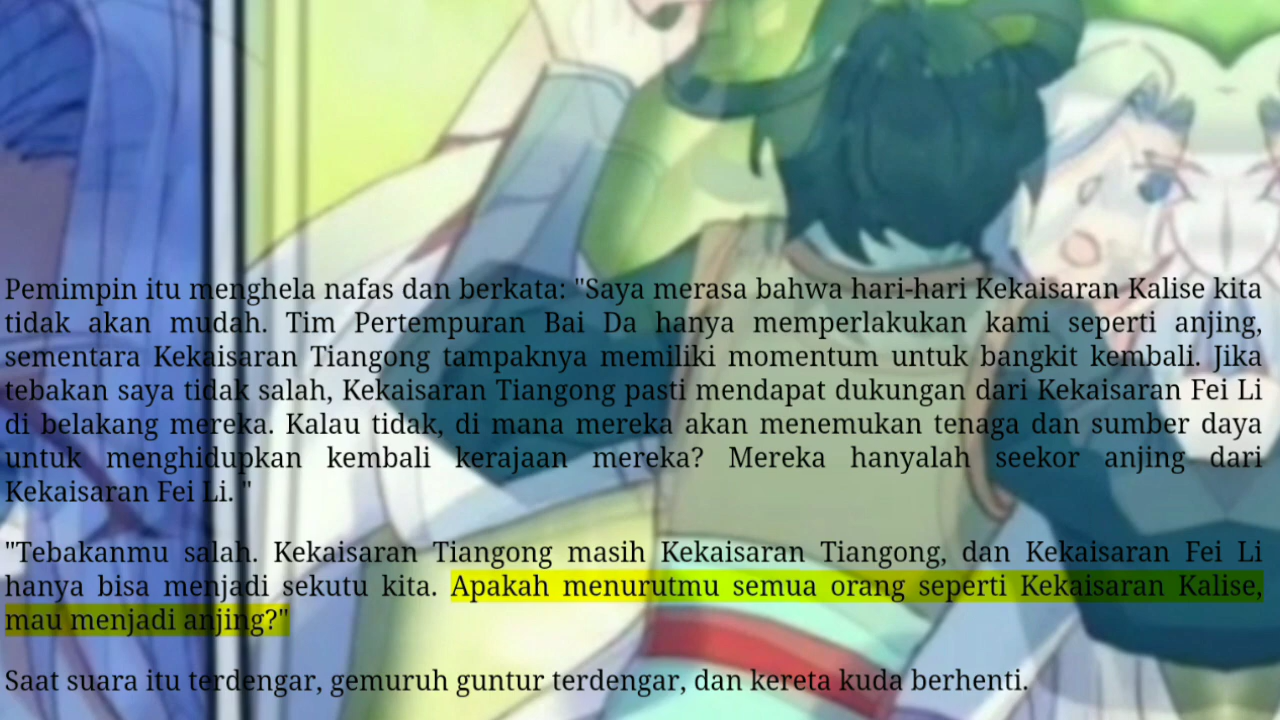 Pemimpin itu menghela nafas dan berkata: "Saya merasa bahwa hari-hari Kekaisaran Kalise kita
tidak akan mudah. Tim Pertempuran Bai Da hanya memperlakukan kami seperti anjing,
sementara Kekaisaran Tiangong tampaknya memiliki momentum untuk bangkit kembali. Jika
tebakan saya tidak salah, Kekaisaran Tiangong pasti mendapat dukungan dari Kekaisaran Fei Li
di belakang mereka. Kalau tidak, di mana mereka akan menemukan tenaga dan sumber daya
untuk menghidupkan kembali kerajaan mereka? Mereka hanyalah seekor anjing dari
Kekaisaran Fei Li. "
"Tebakanmu salah. Kekaisaran Tiangong masih Kekaisaran Tiangong, dan Kekaisaran Fei Li
hanya bisa menjadi sekutu kita. Apakah menurutmu semua orang seperti Kekaisaran Kalise,
mau menjadi anjing?"
Saat suara itu terdengar, gemuruh guntur terdengar, dan kereta kuda berhenti.